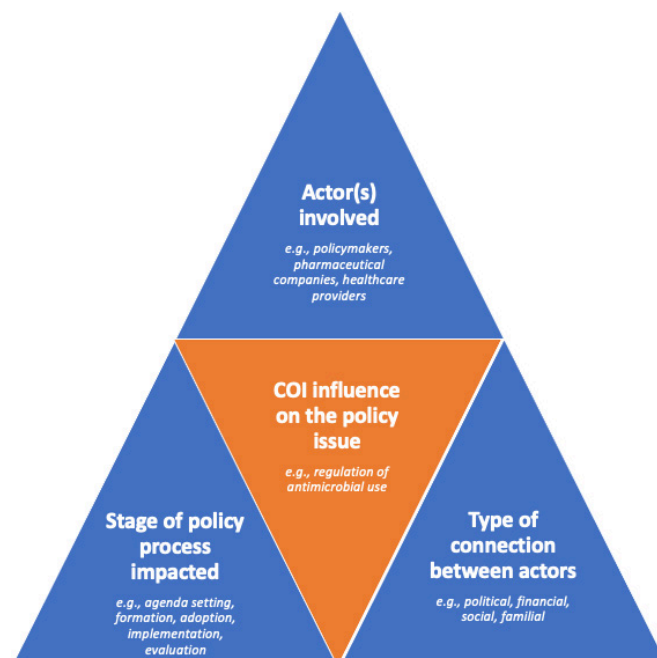 Actor(s)
involved
e.g., policymakers,
pharmaceutical
companies, healthcare
providers
COI influence
on the policy
issue
e.g., regulation of
antimicrobial use
Stage of policy
process
impacted
e.g., agenda setting,
formation, adoption,
implementation,
evaluation
Type of
connection
between actors
e.g., political, financial,
social, familial